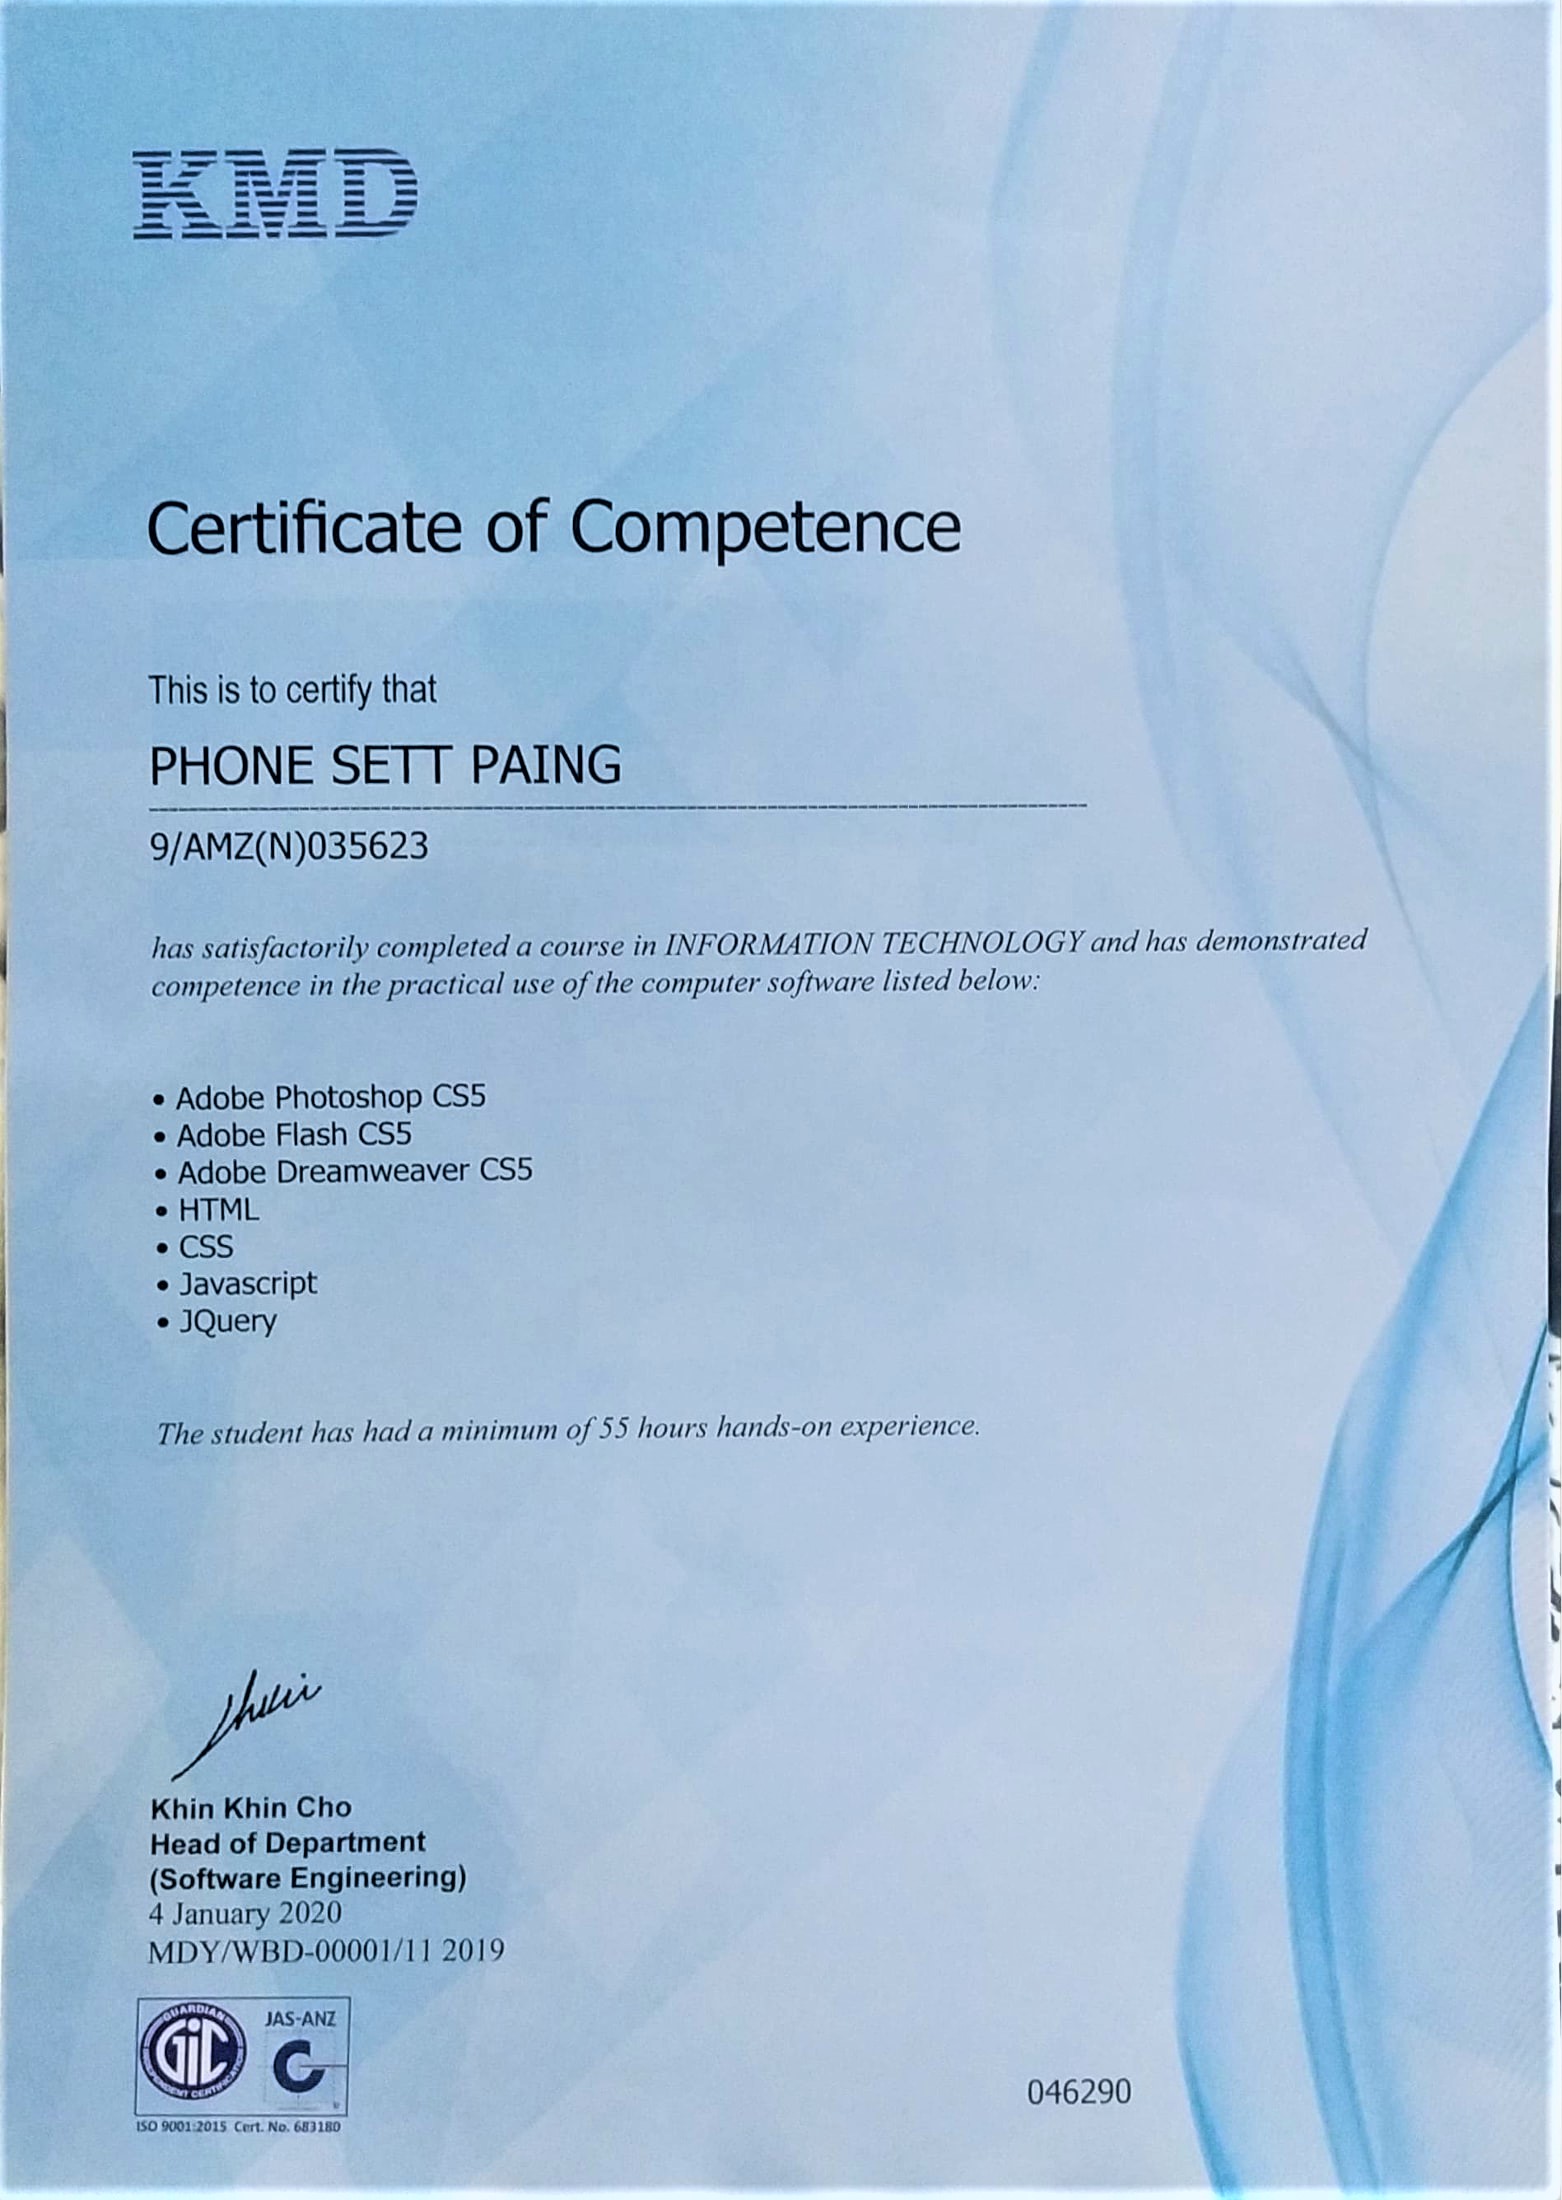 KMD
Certificate of Competence
This is to certify that
PHONE SETT PAING
9/AMZ(N)035623
has satisfactorily completed a course in INFORMATION TECHNOLOGY and has demonstrated
competence in the practical use of the computer software listed below:
• Adobe Photoshop CS5
• Adobe Flash CS5
• Adobe Dreamweaver CS5
• HTML
• CSS
• Javascript
• JQuery
The student has had a minimum of 55 hours hands-on experience.
Khin Khin Cho
Head of Department
(Software Engineering)
4 January 2020
MDY/WBD-00001/11 2019
GUARDIAN
GIC
INDEPENDENT CERTIFICATION
JAS-ANZ
C
ISO 9001:2015 Cert. No. 683180
046290